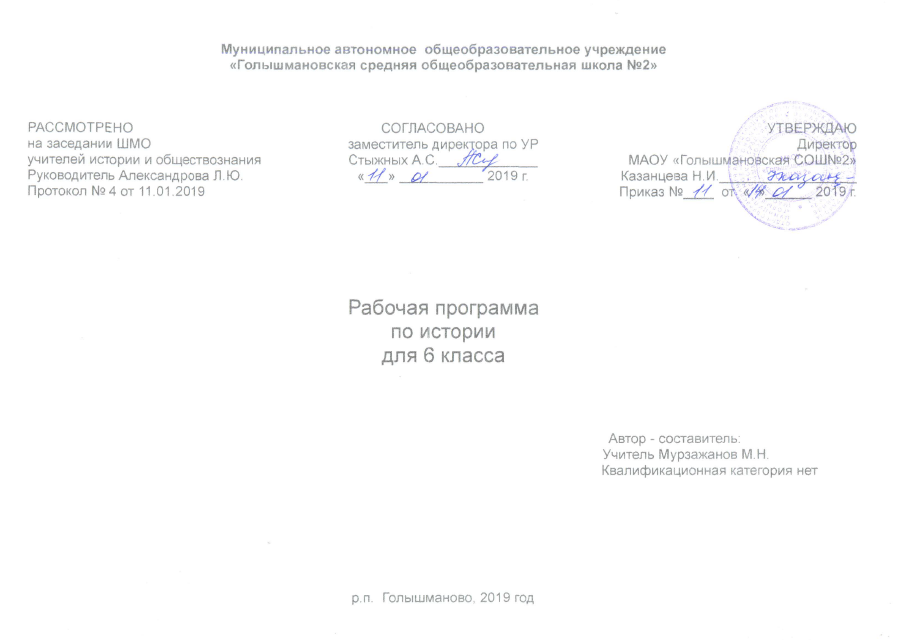 Муниципальное автономное общеобразовательное учреждение
«Голышмановская средняя общеобразовательная школа №2»
РАССМОТРЕНО
на заседании ШМО
учителей истории и обществознания
Руководитель Александрова Л.Ю.
Протокол № 4 от 11.01.2019
СОГЛАСОВАНО
заместитель директора по УР
Стыжных А.С.
«11» 01 2019 г.
УТВЕРЖДАЮ
Директор
МАОУ «Голышмановская СОШ№2»
Казанцева Н.И.
Приказ № 11 от «14» 01 2019 г.
Рабочая программа
по истории
для 6 класса
Автор - составитель:
Учитель Мурзажанов М.Н.
Квалификационная категория нет
р.п. Голышманово, 2019 год